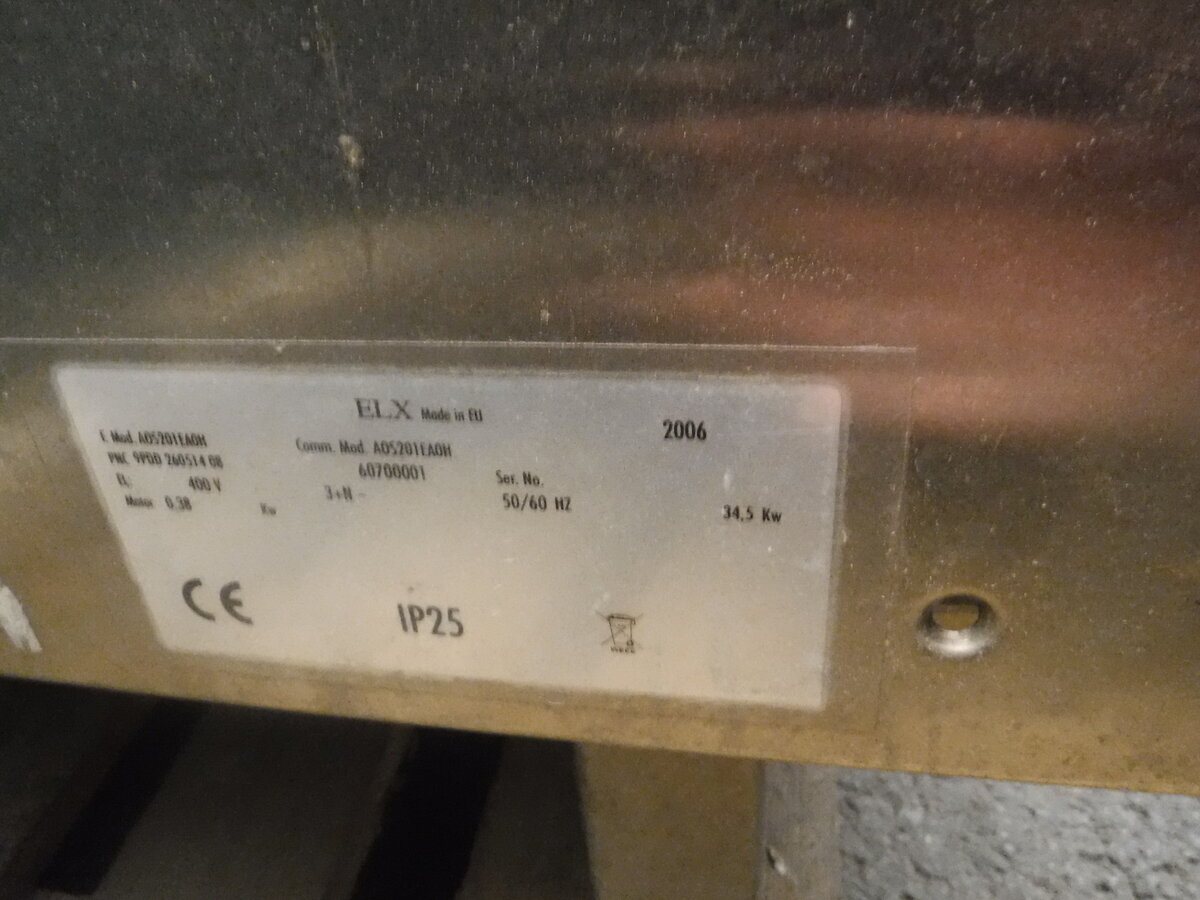 ELX Made in EU
2006
F. Mod. AOS201EAOH
Comm. Mod. AOS201EAOH
PNC 9PDD 260514 08
60700001
Ser. No.
EL. 400 V
3+N ~
50/60 HZ
34,5 Kw
Motor 0.38 Kw
CE
IP25